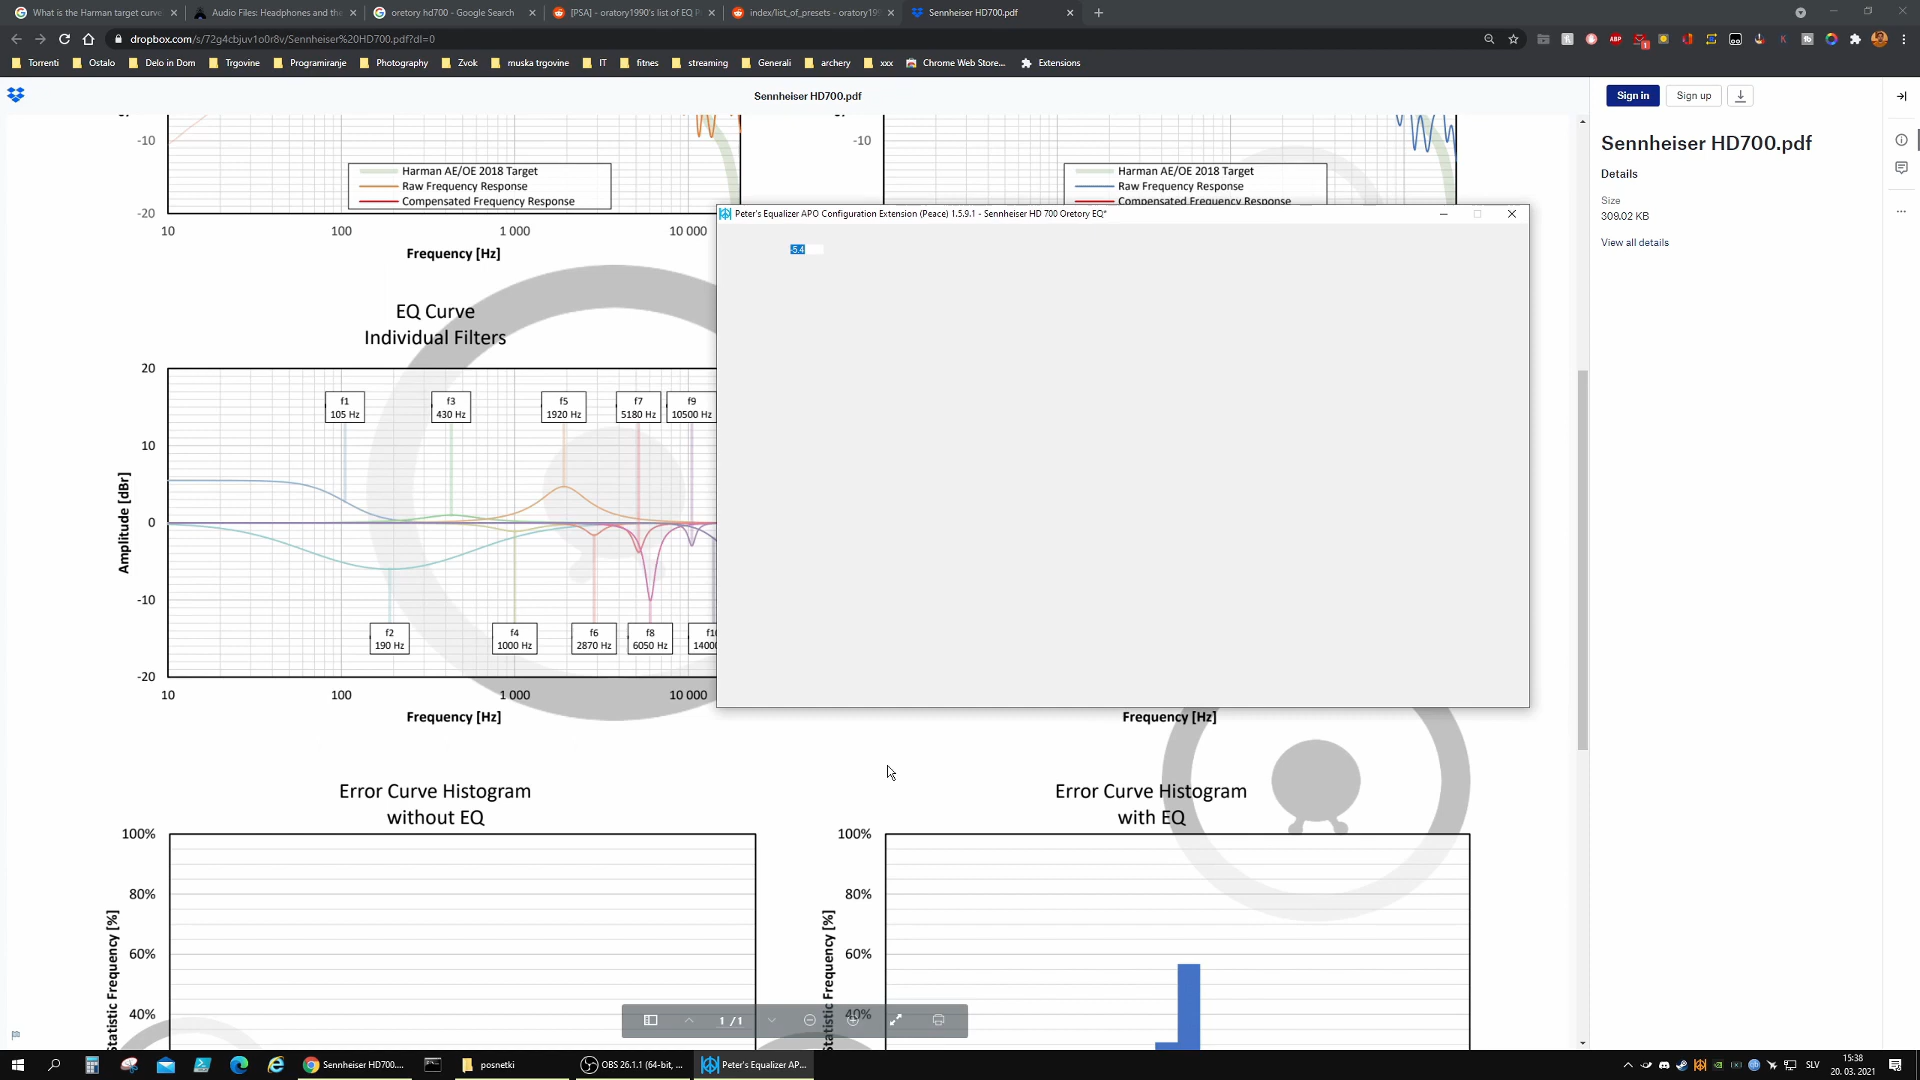 What is the Harman target curve
Audio Files: Headphones and the
oretory hd700 - Google Search
[PSA] - oratory1990's list of EQ P
index/list_of_presets - oratory19
Sennheiser HD700.pdf
dropbox.com/s/72g4cbjuv1o0r8v/Sennheiser%20HD700.pdf?dl=0
Torrenti
Ostalo
Delo in Dom
Trgovine
Programiranje
Photography
Zvok
muska trgovine
IT
fitnes
streaming
Generali
archery
xxx
Chrome Web Store...
Extensions
Sennheiser HD700.pdf
Sign in
Sign up
Sennheiser HD700.pdf
Details
Size
309.02 KB
View all details
-10
Harman AE/OE 2018 Target
Raw Frequency Response
Compensated Frequency Response
-20
10
100
1 000
10 000
Frequency [Hz]
-10
Harman AE/OE 2018 Target
Raw Frequency Response
Compensated Frequency Response
Peter's Equalizer APO Configuration Extension (Peace) 1.5.9.1 - Sennheiser HD 700 Oretory EQ*
-5.4
EQ Curve
Individual Filters
20
10
0
-10
-20
Amplitude [dBr]
f1
105 Hz
f3
430 Hz
f5
1920 Hz
f7
5180 Hz
f9
10500 Hz
f2
190 Hz
f4
1000 Hz
f6
2870 Hz
f8
6050 Hz
f1
1400
10
100
1 000
10 000
Frequency [Hz]
Frequency [Hz]
Error Curve Histogram
without EQ
100%
80%
60%
40%
Statistic Frequency [%]
Error Curve Histogram
with EQ
100%
80%
60%
40%
Statistic Frequency [%]
1 / 1
Sennheiser HD700....
posnetki
OBS 26.1.1 (64-bit, ...
Peter's Equalizer AP...
SLV
15:38
20. 03. 2021